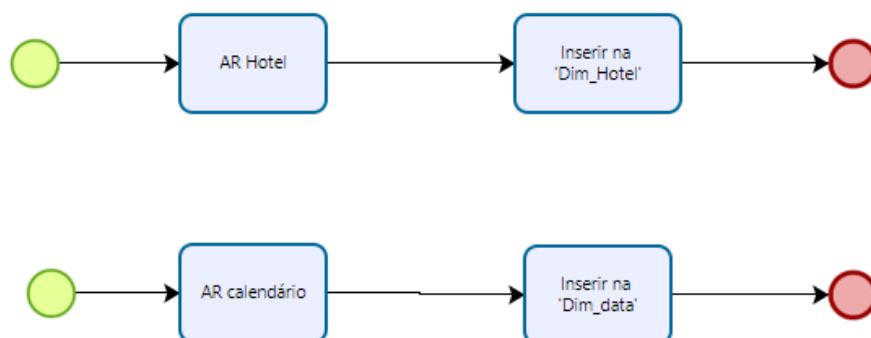 AR Hotel
Inserir na
'Dim_Hotel'
AR calendário
Inserir na
'Dim_data'